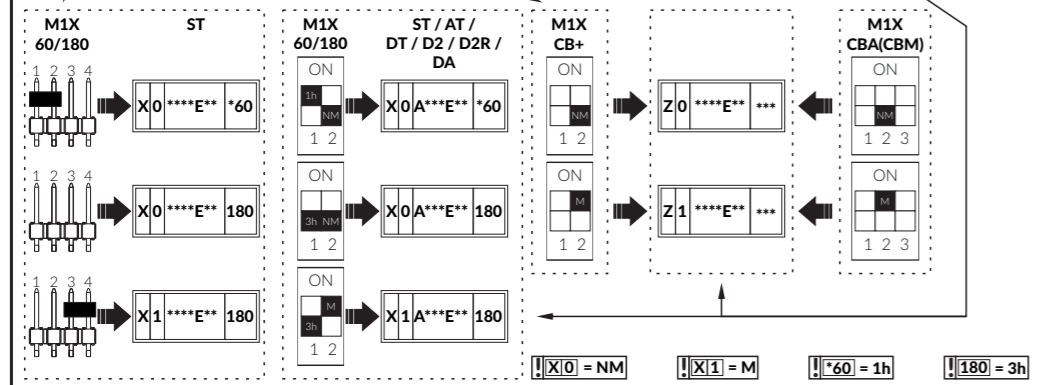 M1X
60/180
ST
1 2 3 4
X 0 ****E** *60
1 2 3 4
X 0 ****E** 180
1 2 3 4
X 1 ****E** 180
M1X
60/180
ST / AT /
DT / D2 / D2R /
DA
ON
1h
NM
1 2
X 0 A***E** *60
ON
3h NM
1 2
X 0 A***E** 180
ON
M
3h
1 2
X 1 A***E** 180
M1X
CB+
ON
NM
1 2
Z 0 ****E** ***
ON
M
1 2
Z 1 ****E** ***
M1X
CBA(CBM)
ON
NM
1 2 3
ON
M
1 2 3
! X 0 = NM
! X 1 = M
! *60 = 1h
! 180 = 3h